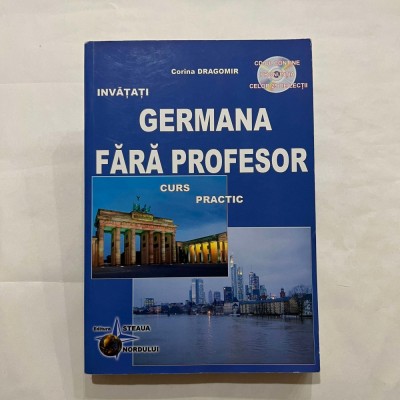 Corina DRAGOMIR
INVĂȚAȚI
GERMANA
FĂRĂ PROFESOR
CURS
PRACTIC
Editura
STEAUA
NORDULUI